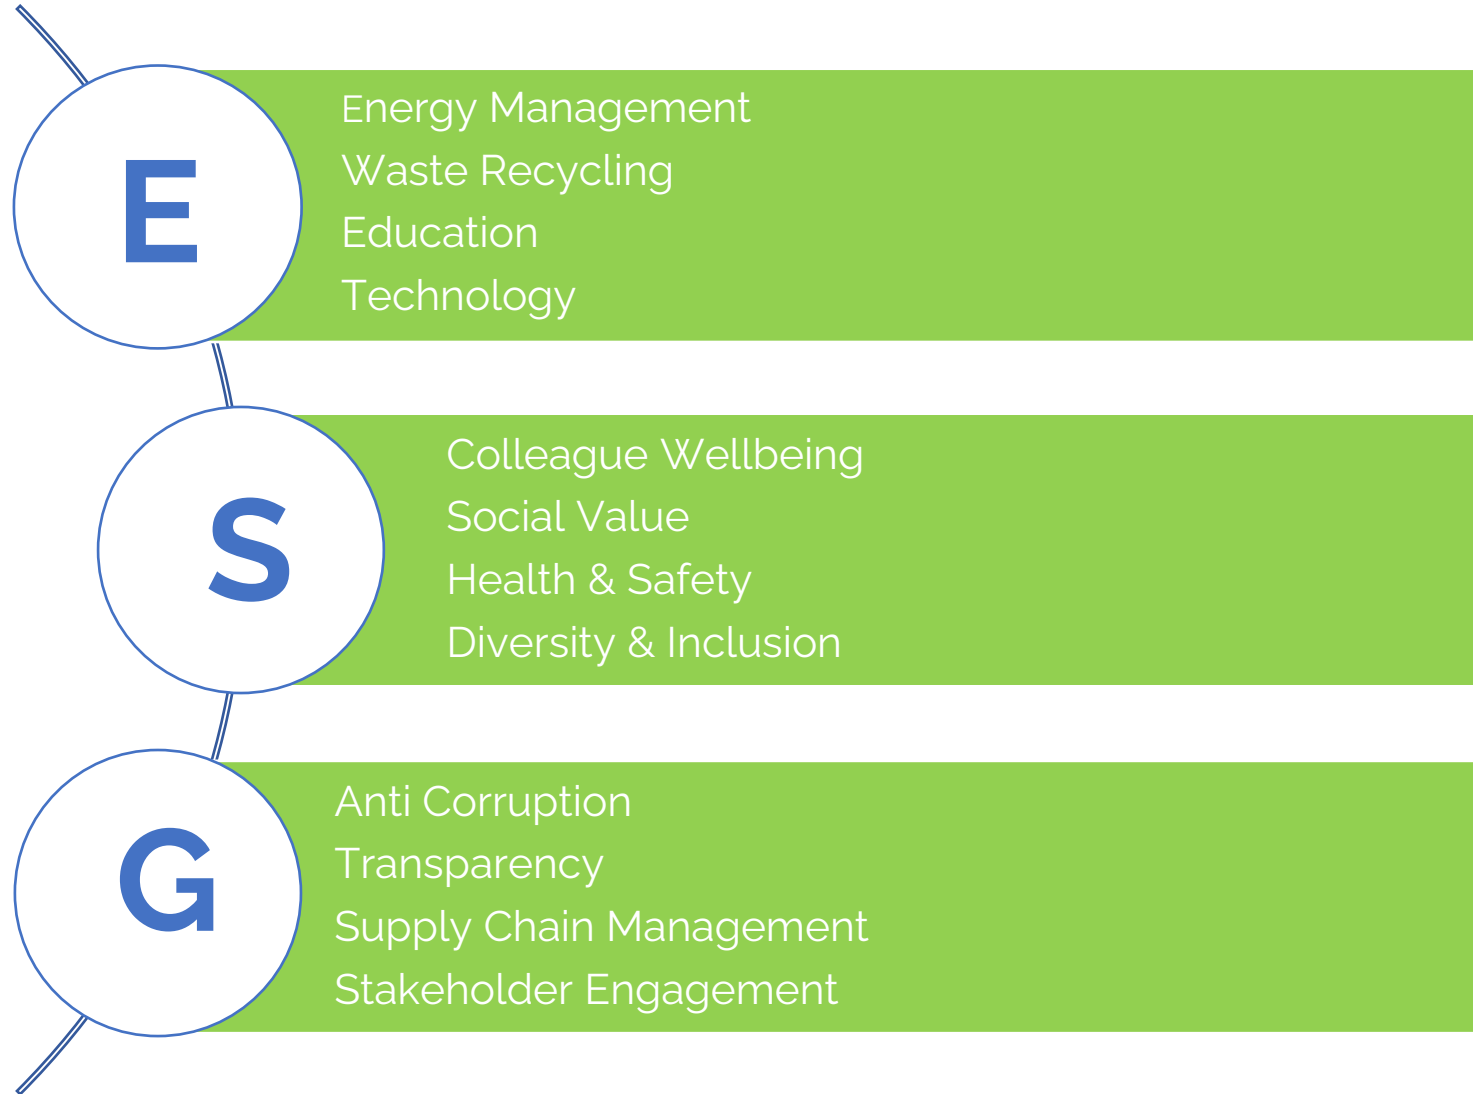 E
Energy Management
Waste Recycling
Education
Technology
S
Colleague Wellbeing
Social Value
Health & Safety
Diversity & Inclusion
G
Anti Corruption
Transparency
Supply Chain Management
Stakeholder Engagement